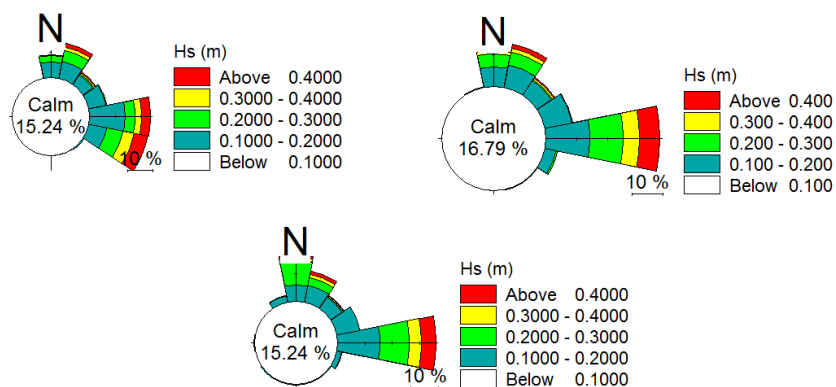 N
Hs (m)
Above 0.4000
0.3000 - 0.4000
0.2000 - 0.3000
0.1000 - 0.2000
Below 0.1000
Calm
15.24 %
10 %
N
Hs (m)
Above 0.400
0.300 - 0.400
0.200 - 0.300
0.100 - 0.200
Below 0.100
Calm
16.79 %
10 %
N
Hs (m)
Above 0.4000
0.3000 - 0.4000
0.2000 - 0.3000
0.1000 - 0.2000
Below 0.1000
Calm
15.24 %
10 %